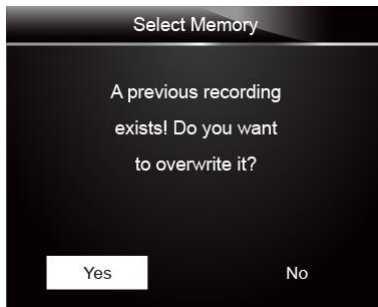 Select Memory
A previous recording
exists! Do you want
to overwrite it?
Yes No